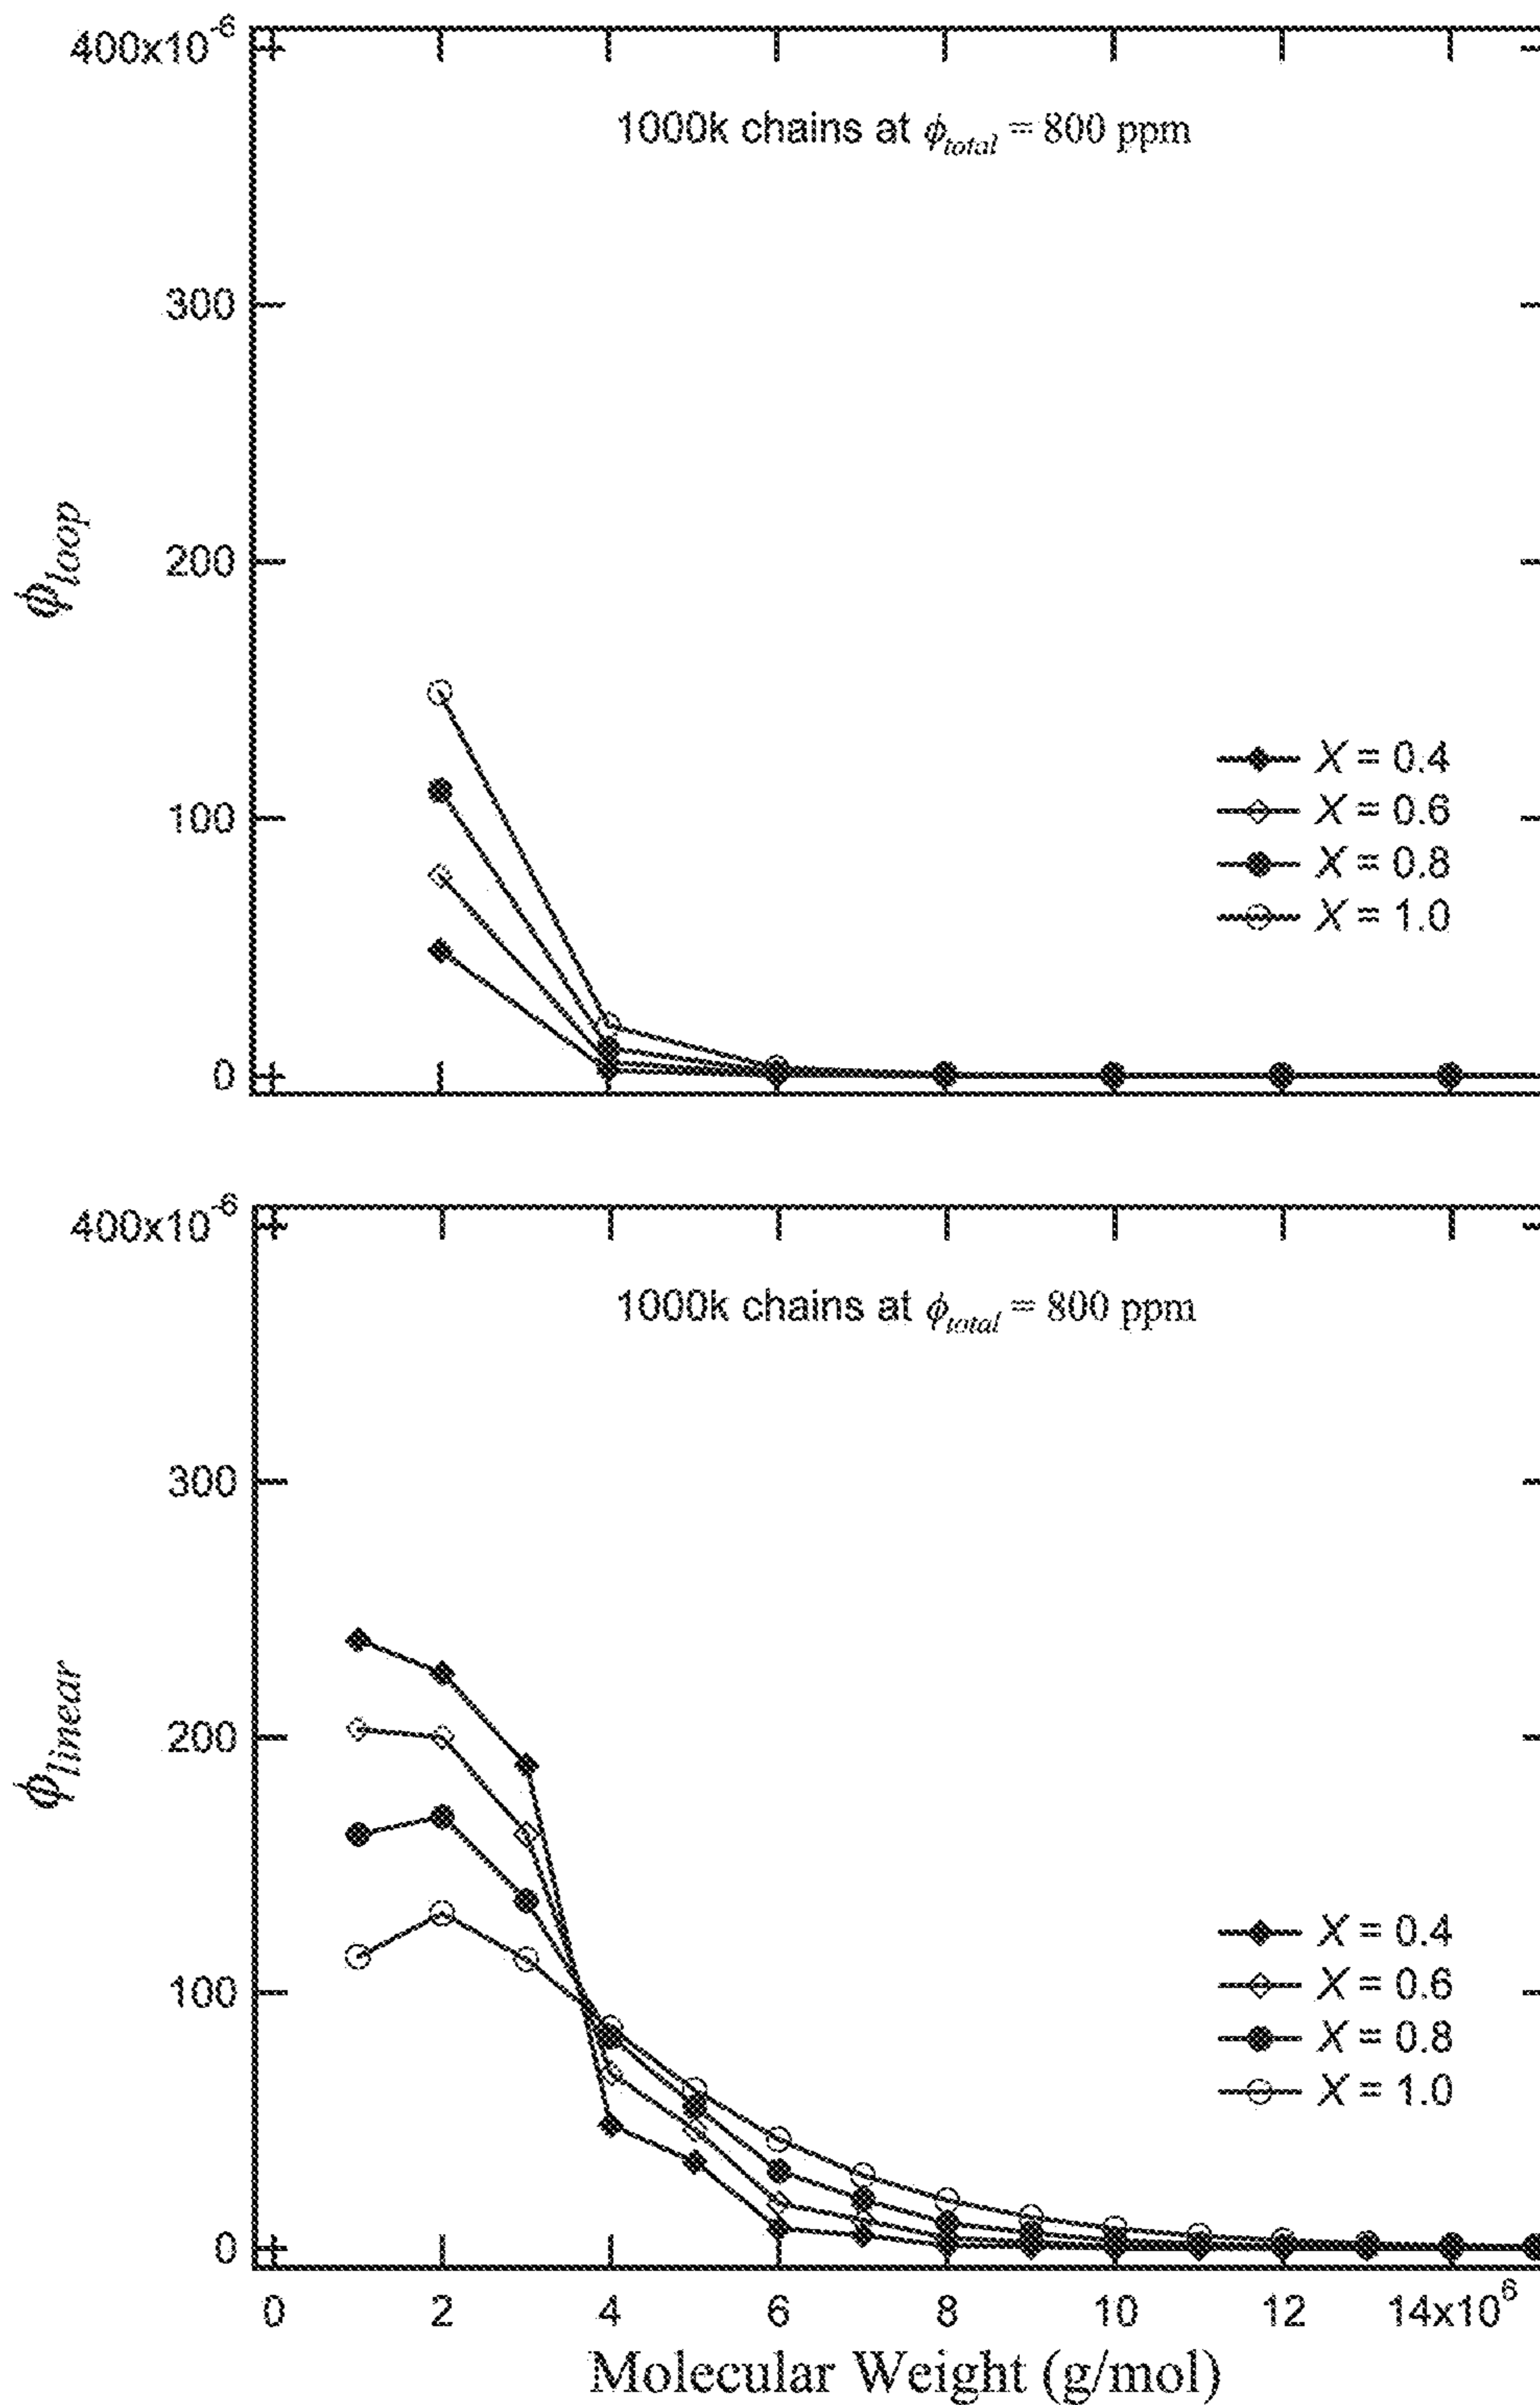 400x10⁻⁶
1000k chains at ϕtotal = 800 ppm
300
ϕloop
200
100
0
X = 0.4
X = 0.6
X = 0.8
X = 1.0
400x10⁻⁶
1000k chains at ϕtotal = 800 ppm
300
ϕlinear
200
100
0
X = 0.4
X = 0.6
X = 0.8
X = 1.0
0 2 4 6 8 10 12 14x10⁶
Molecular Weight (g/mol)